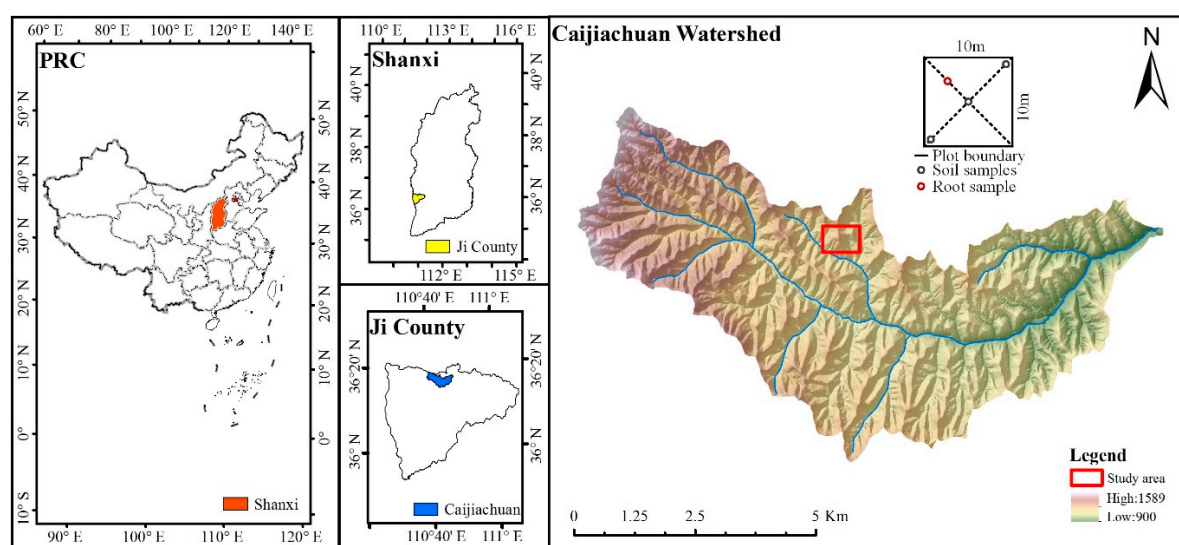 60° E 80° E 100° E 120° E 140° E
PRC
50° N
40° N
30° N
20° N
10° N
0°
10° S
50° N
40° N
30° N
20° N
10° N
0°
Shanxi
90° E 100° E 110° E 120° E
110° E 113° E 116° E
Shanxi
40° N
38° N
36° N
40° N
38° N
36° N
Ji County
112° E 115° E
110°40′ E 111° E
Ji County
36°20′ N
36° N
36°20′ N
36° N
Caijiachuan
110°40′ E 111° E
Caijiachuan Watershed
N
10m
10m
Plot boundary
Soil samples
Root sample
Legend
Study area
High:1589
Low:900
0 1.25 2.5 5 Km